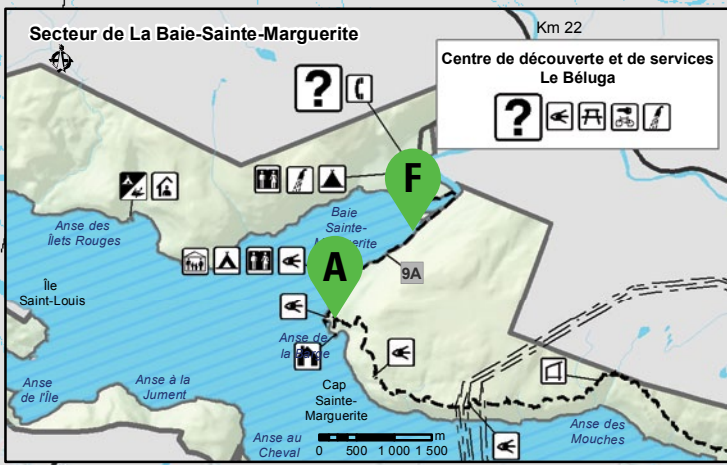 Secteur de La Baie-Sainte-Marguerite
Km 22
Centre de découverte et de services
Le Béluga
?
?
F
Anse des
Îlets Rouges
Baie
Sainte-
Marguerite
9A
A
Île
Saint-Louis
Anse de
la Barge
Anse
de l'Île
Anse à la
Jument
Cap
Sainte-
Marguerite
Anse au
Cheval
Anse des
Mouches
m
0 500 1 000 1 500